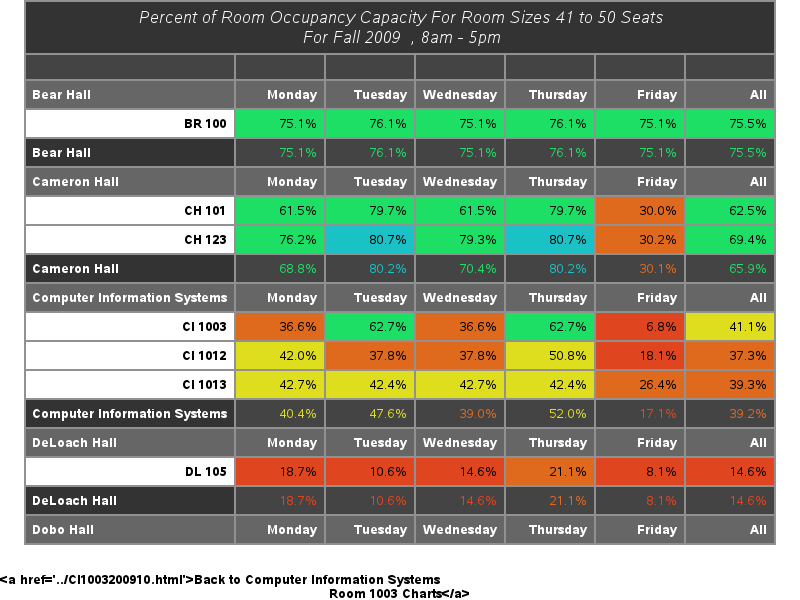 Percent of Room Occupancy Capacity For Room Sizes 41 to 50 Seats
For Fall 2009 , 8am - 5pm
Bear Hall Monday Tuesday Wednesday Thursday Friday All
BR 100 75.1% 76.1% 75.1% 76.1% 75.1% 75.5%
Bear Hall 75.1% 76.1% 75.1% 76.1% 75.1% 75.5%
Cameron Hall Monday Tuesday Wednesday Thursday Friday All
CH 101 61.5% 79.7% 61.5% 79.7% 30.0% 62.5%
CH 123 76.2% 80.7% 79.3% 80.7% 30.2% 69.4%
Cameron Hall 68.8% 80.2% 70.4% 80.2% 30.1% 65.9%
Computer Information Systems Monday Tuesday Wednesday Thursday Friday All
CI 1003 36.6% 62.7% 36.6% 62.7% 6.8% 41.1%
CI 1012 42.0% 37.8% 37.8% 50.8% 18.1% 37.3%
CI 1013 42.7% 42.4% 42.7% 42.4% 26.4% 39.3%
Computer Information Systems 40.4% 47.6% 39.0% 52.0% 17.1% 39.2%
DeLoach Hall Monday Tuesday Wednesday Thursday Friday All
DL 105 18.7% 10.6% 14.6% 21.1% 8.1% 14.6%
DeLoach Hall 18.7% 10.6% 14.6% 21.1% 8.1% 14.6%
Dobo Hall Monday Tuesday Wednesday Thursday Friday All
<a href='../CI1003200910.html'>Back to Computer Information Systems
Room 1003 Charts</a>